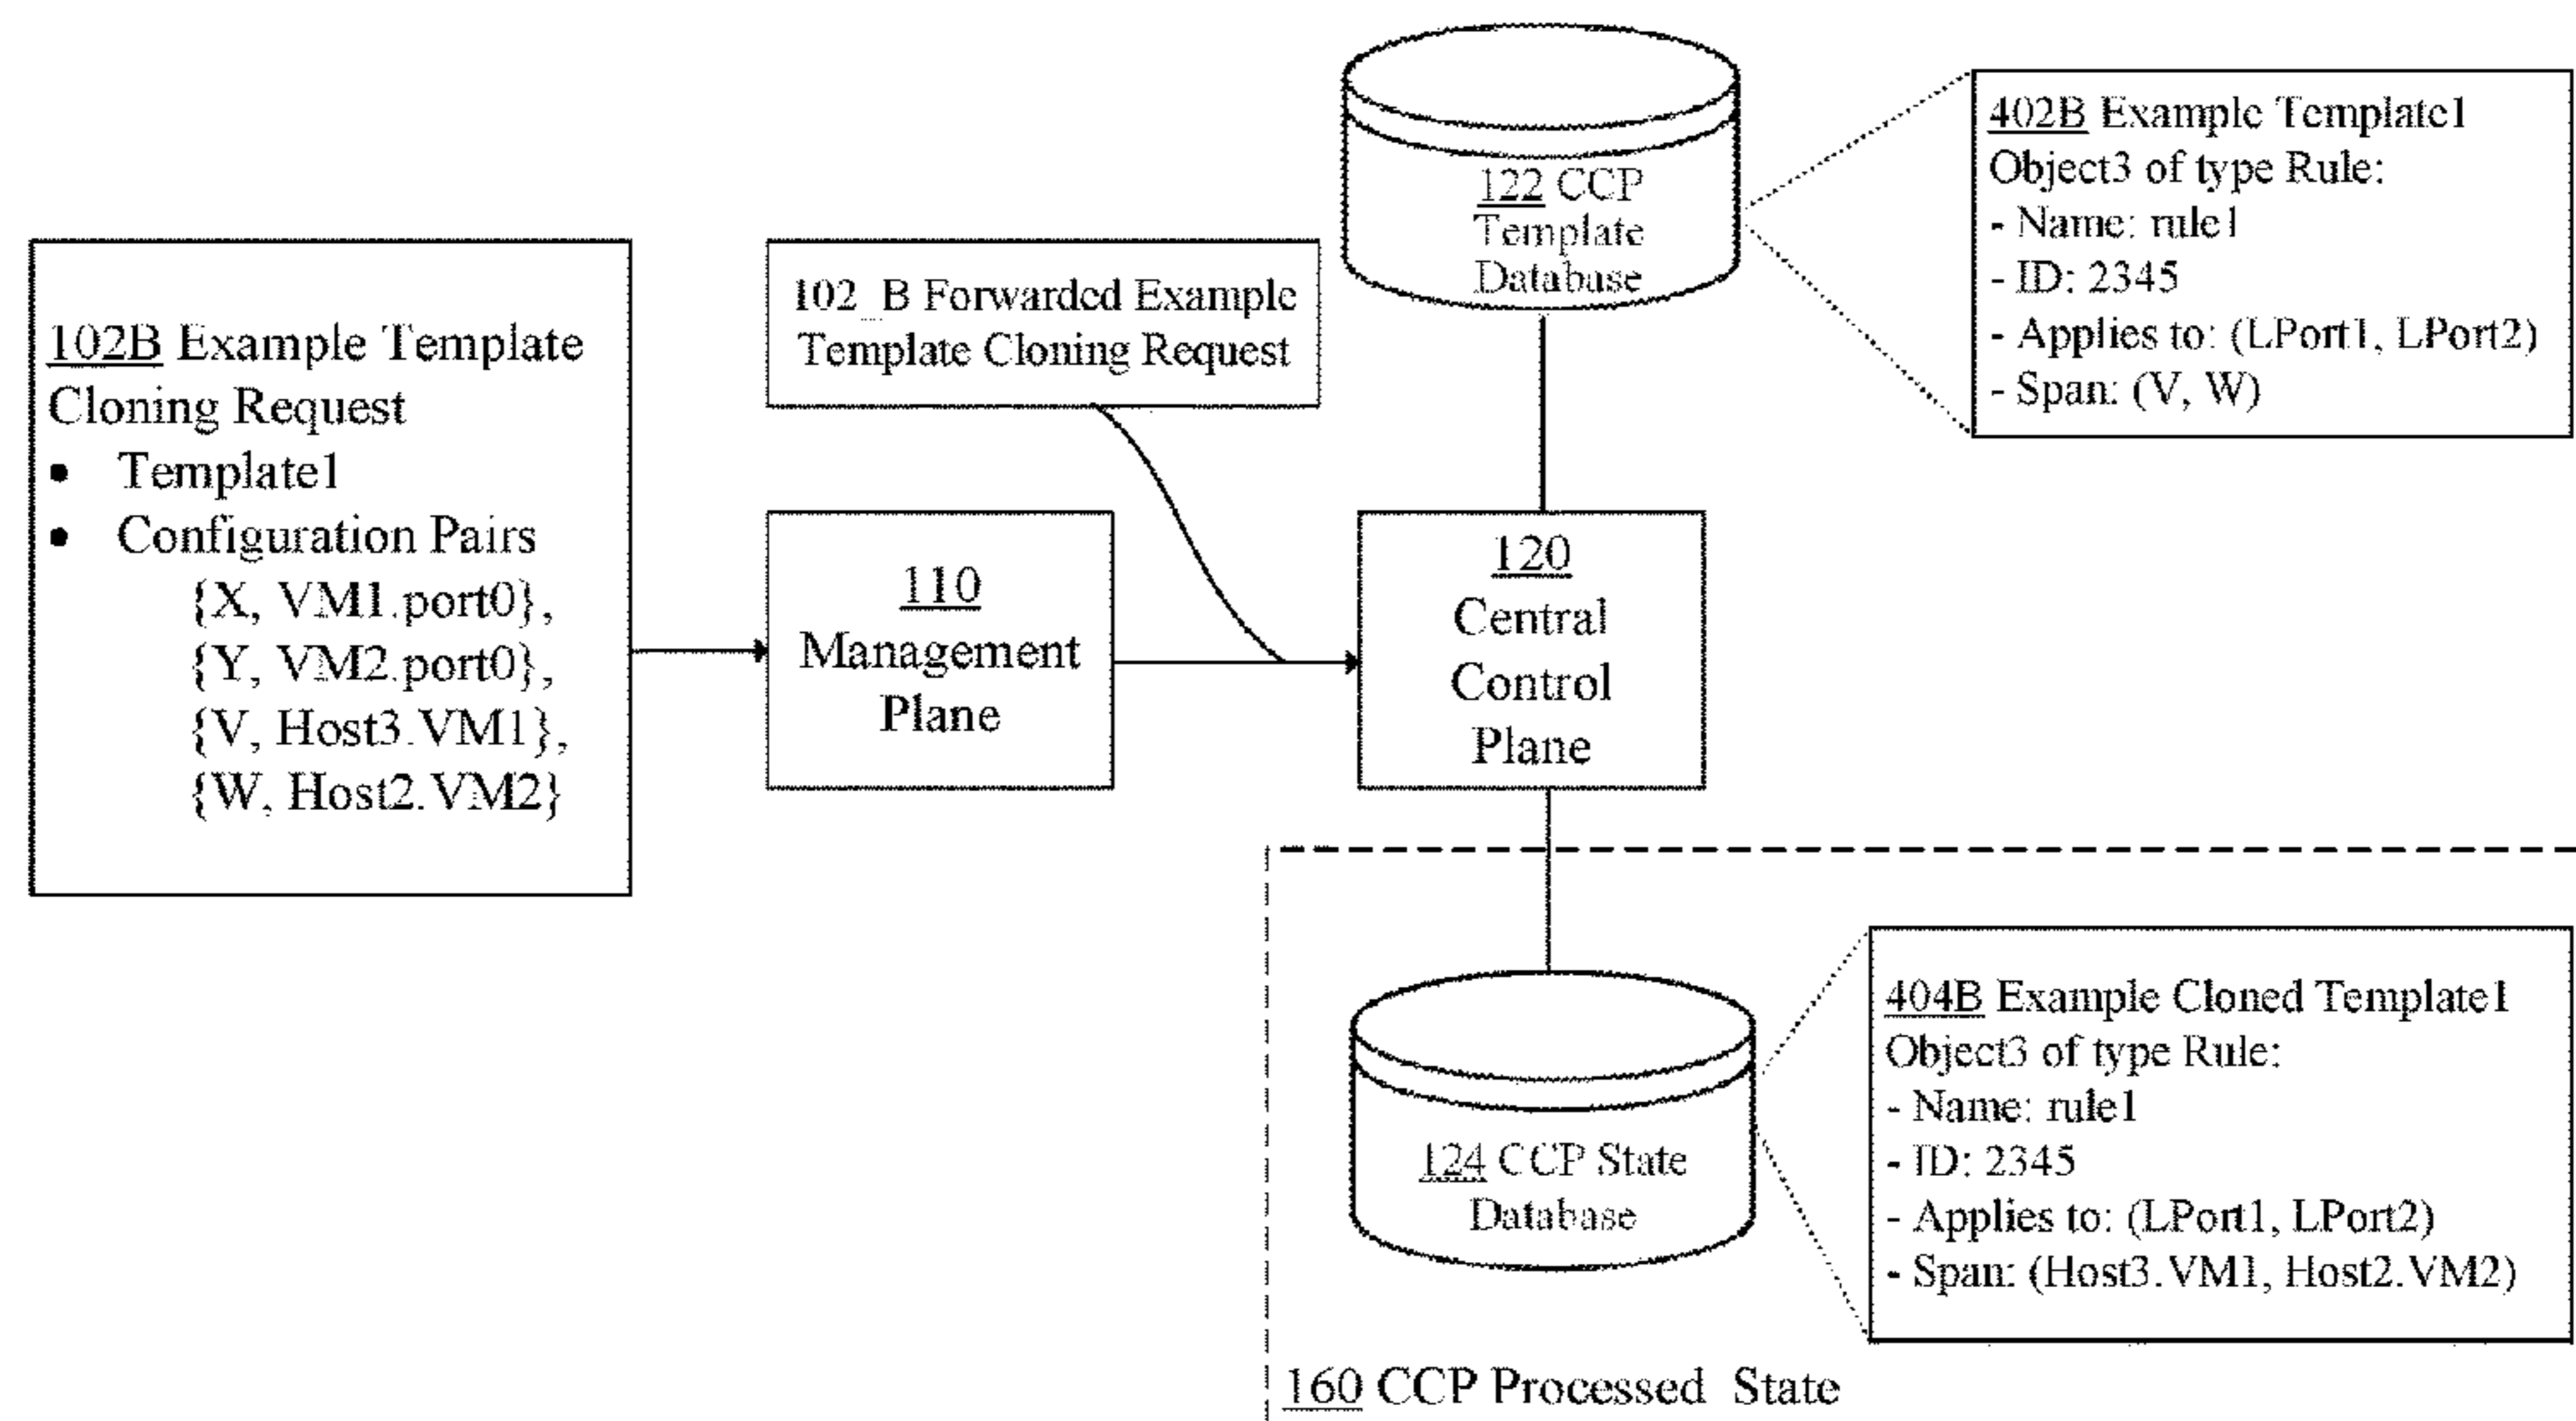 102B Example Template
Cloning Request
• Template1
• Configuration Pairs
{X, VM1.port0},
{Y, VM2.port0},
{V, Host3.VM1},
{W, Host2.VM2}
102_B Forwarded Example
Template Cloning Request
110
Management
Plane
122 CCP
Template
Database
120
Central
Control
Plane
402B Example Template1
Object3 of type Rule:
- Name: rule1
- ID: 2345
- Applies to: (LPort1, LPort2)
- Span: (V, W)
124 CCP State
Database
404B Example Cloned Template1
Object3 of type Rule:
- Name: rule1
- ID: 2345
- Applies to: (LPort1, LPort2)
- Span: (Host3.VM1, Host2.VM2)
160 CCP Processed State